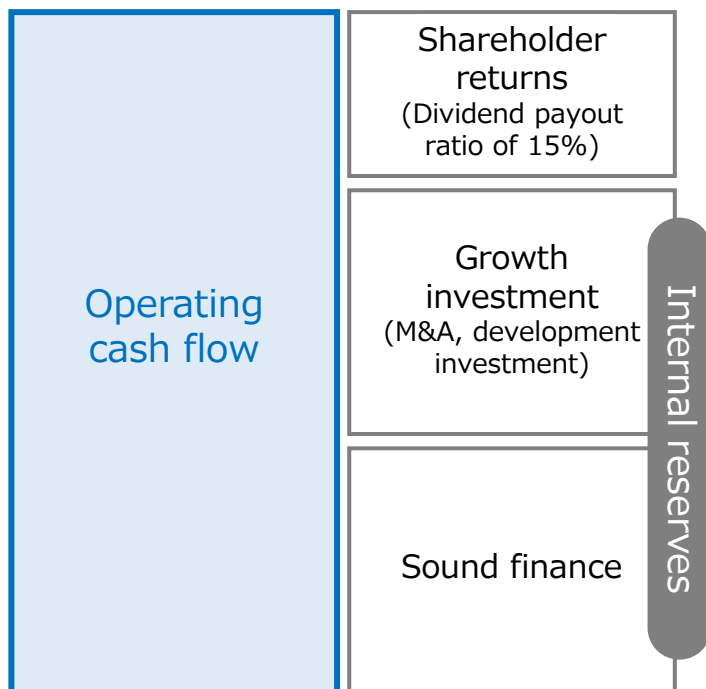 Operating
cash flow
Shareholder
returns
(Dividend payout
ratio of 15%)
Growth
investment
(M&A, development
investment)
Sound finance
Internal reserves